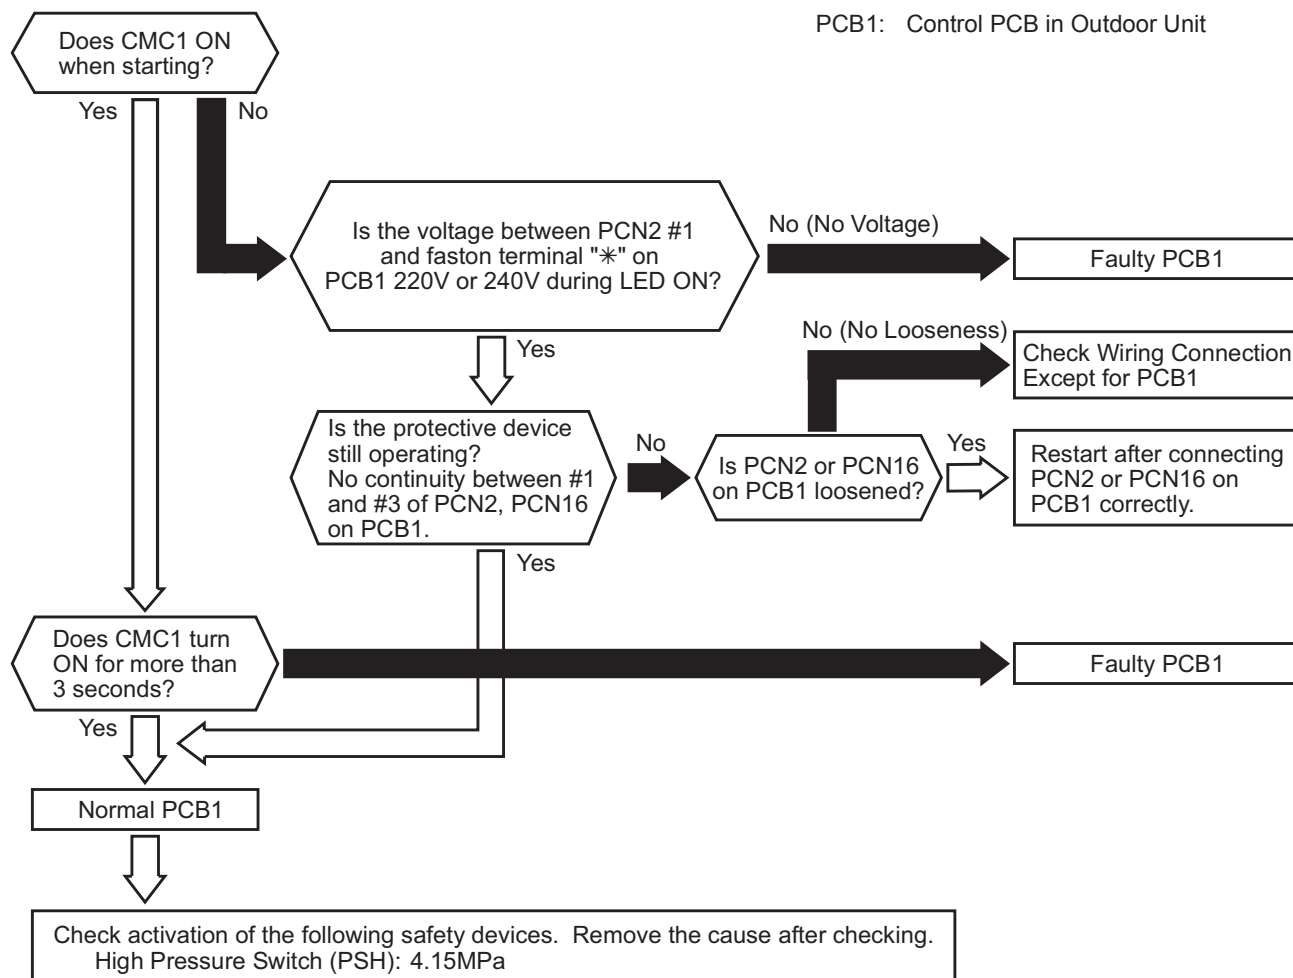 PCB1: Control PCB in Outdoor Unit
Does CMC1 ON
when starting?
Yes
No
Is the voltage between PCN2 #1
and faston terminal "✳" on
PCB1 220V or 240V during LED ON?
No (No Voltage)
Faulty PCB1
Yes
No (No Looseness)
Check Wiring Connection
Except for PCB1
Is the protective device
still operating?
No continuity between #1
and #3 of PCN2, PCN16
on PCB1.
No
Is PCN2 or PCN16
on PCB1 loosened?
Yes
Restart after connecting
PCN2 or PCN16 on
PCB1 correctly.
Yes
Does CMC1 turn
ON for more than
3 seconds?
Faulty PCB1
Yes
Normal PCB1
Check activation of the following safety devices. Remove the cause after checking.
High Pressure Switch (PSH): 4.15MPa